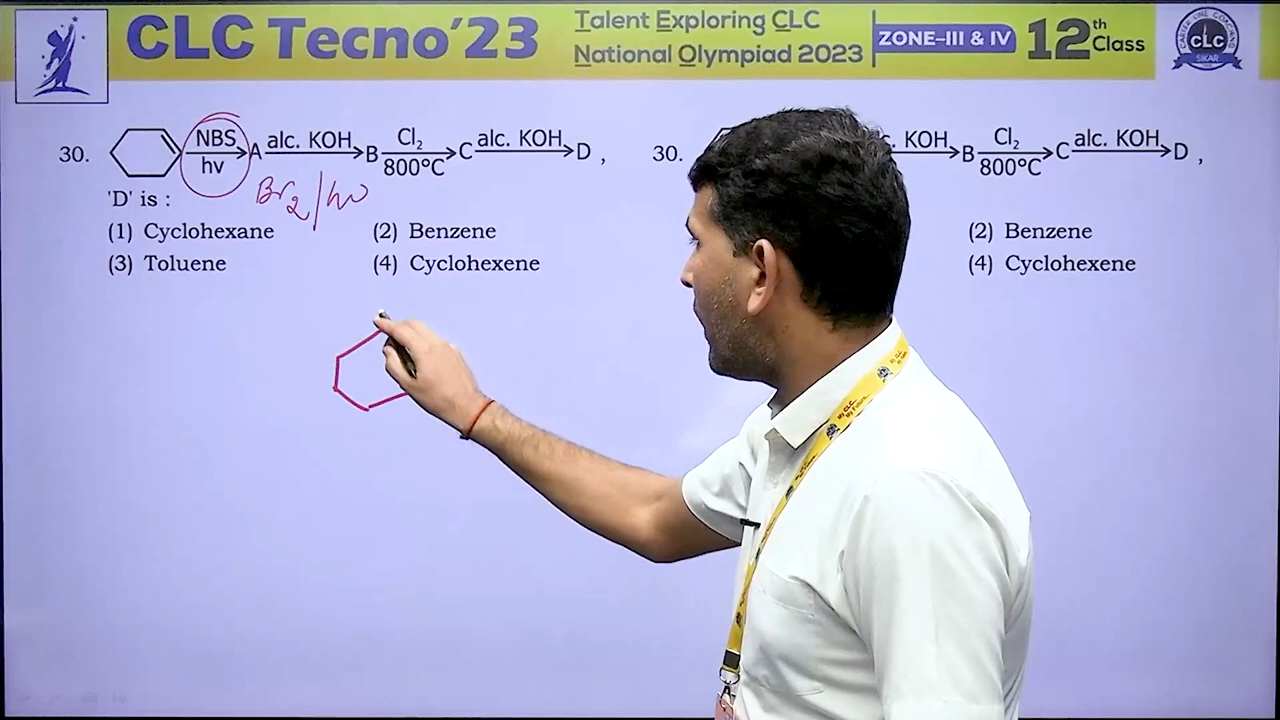 CLC Tecno'23
Talent Exploring CLC
National Olympiad 2023
ZONE–III & IV
12th Class
CLC
SIKAR
30. NBS hv A alc. KOH B Cl2 800°C C alc. KOH D ,
Br2/hν
'D' is :
(1) Cyclohexane (2) Benzene
(3) Toluene (4) Cyclohexene
30. KOH B Cl2 800°C C alc. KOH D ,
(2) Benzene
(4) Cyclohexene